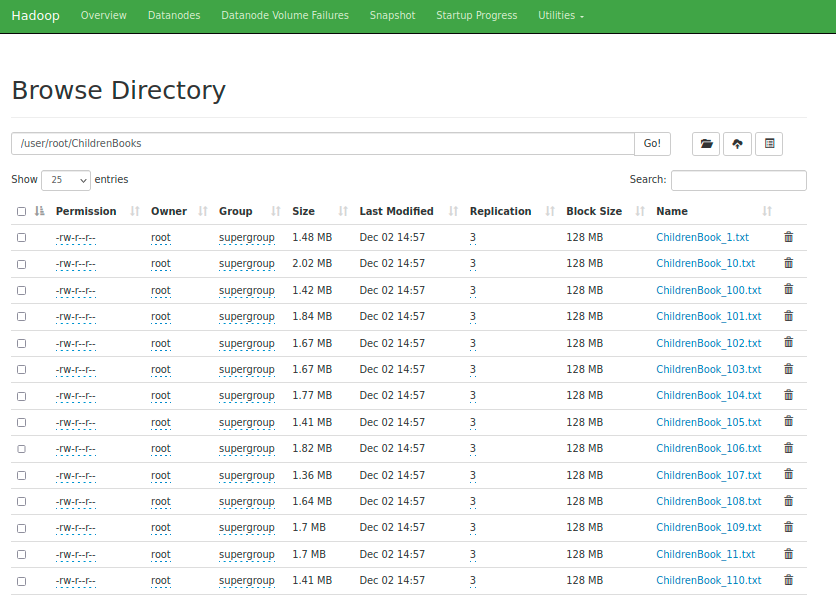 Hadoop Overview Datanodes Datanode Volume Failures Snapshot Startup Progress Utilities
Browse Directory
/user/root/ChildrenBooks Go!
Show 25 entries Search:
Permission Owner Group Size Last Modified Replication Block Size Name
-rw-r--r-- root supergroup 1.48 MB Dec 02 14:57 3 128 MB ChildrenBook_1.txt
-rw-r--r-- root supergroup 2.02 MB Dec 02 14:57 3 128 MB ChildrenBook_10.txt
-rw-r--r-- root supergroup 1.42 MB Dec 02 14:57 3 128 MB ChildrenBook_100.txt
-rw-r--r-- root supergroup 1.84 MB Dec 02 14:57 3 128 MB ChildrenBook_101.txt
-rw-r--r-- root supergroup 1.67 MB Dec 02 14:57 3 128 MB ChildrenBook_102.txt
-rw-r--r-- root supergroup 1.67 MB Dec 02 14:57 3 128 MB ChildrenBook_103.txt
-rw-r--r-- root supergroup 1.77 MB Dec 02 14:57 3 128 MB ChildrenBook_104.txt
-rw-r--r-- root supergroup 1.41 MB Dec 02 14:57 3 128 MB ChildrenBook_105.txt
-rw-r--r-- root supergroup 1.82 MB Dec 02 14:57 3 128 MB ChildrenBook_106.txt
-rw-r--r-- root supergroup 1.36 MB Dec 02 14:57 3 128 MB ChildrenBook_107.txt
-rw-r--r-- root supergroup 1.64 MB Dec 02 14:57 3 128 MB ChildrenBook_108.txt
-rw-r--r-- root supergroup 1.7 MB Dec 02 14:57 3 128 MB ChildrenBook_109.txt
-rw-r--r-- root supergroup 1.7 MB Dec 02 14:57 3 128 MB ChildrenBook_11.txt
-rw-r--r-- root supergroup 1.41 MB Dec 02 14:57 3 128 MB ChildrenBook_110.txt